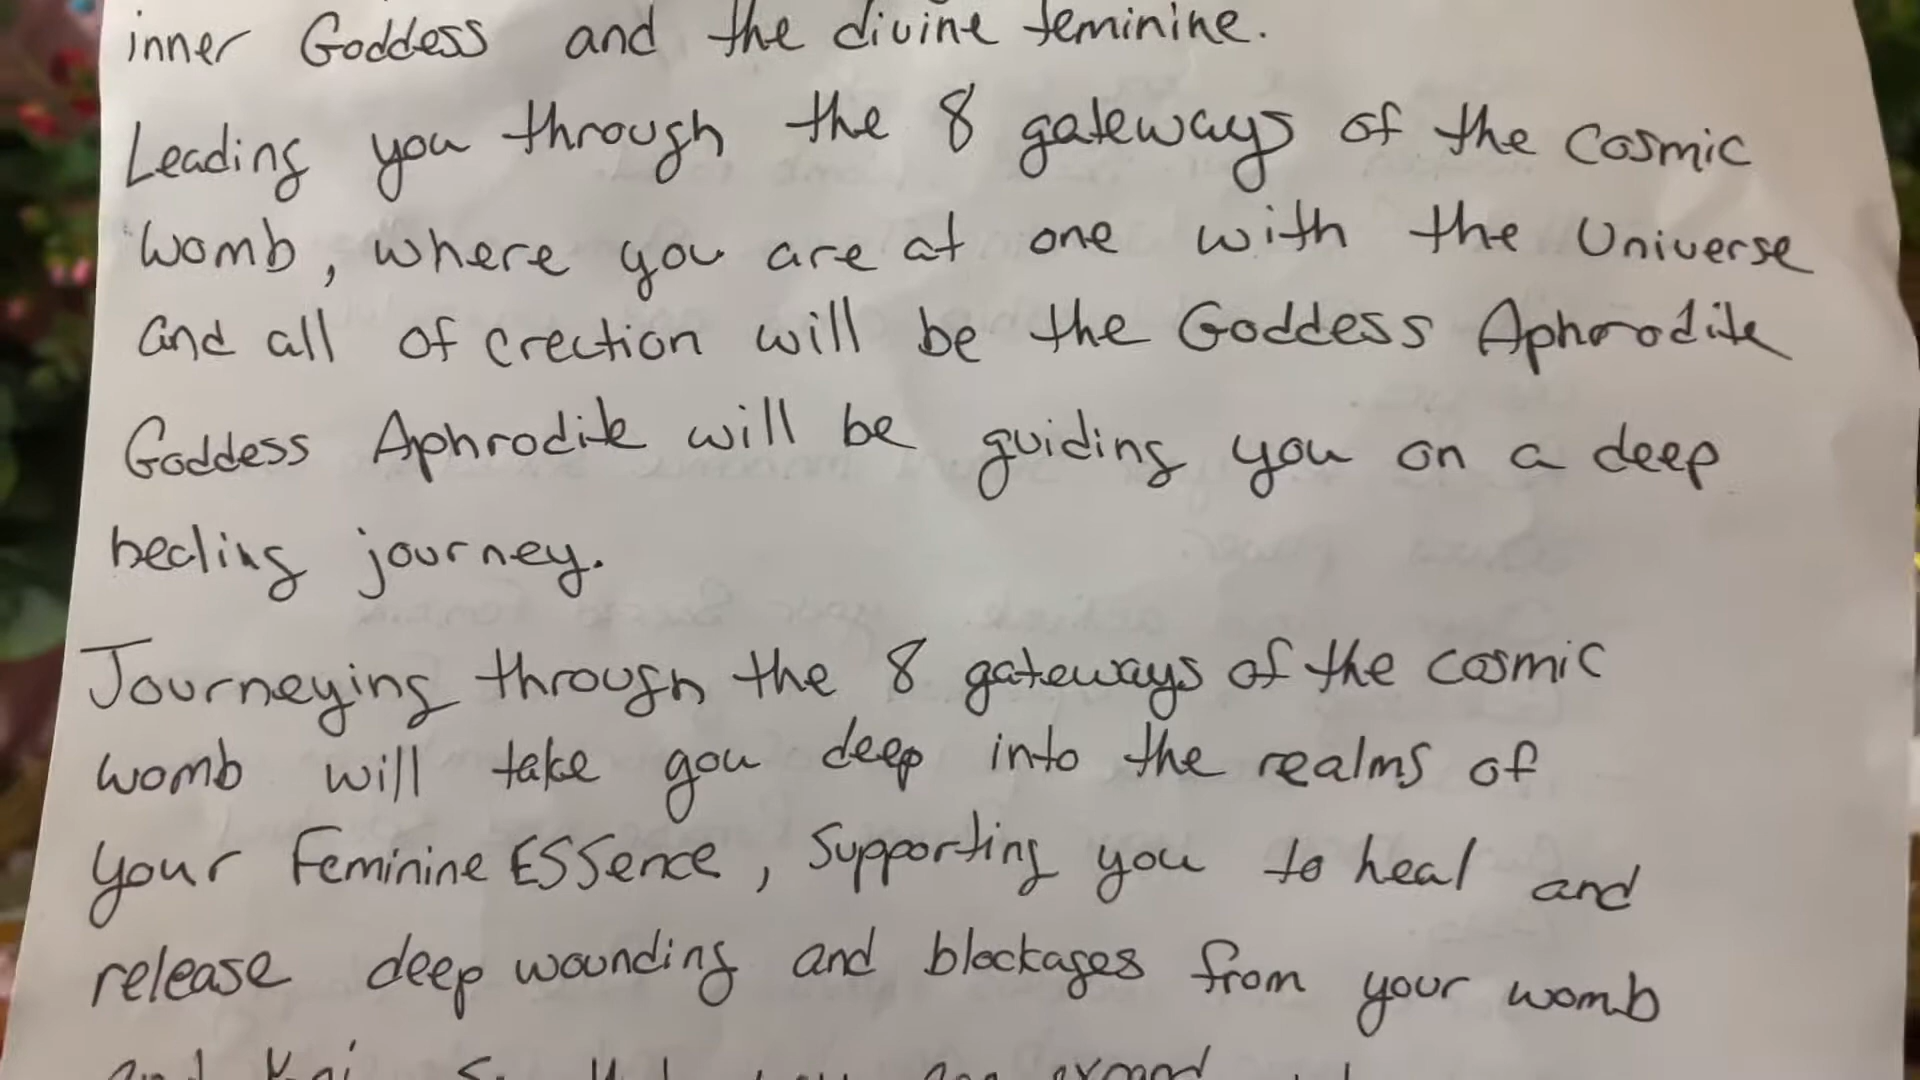 inner Goddess and the divine feminine.
Leading you through the 8 gateways of the cosmic
womb, where you are at one with the Universe
and all of creation will be the Goddess Aphrodite
Goddess Aphrodite will be guiding you on a deep
healing journey.
Journeying through the 8 gateways of the cosmic
womb will take you deep into the realms of
your Feminine ESSence, Supporting you to heal and
release deep wounding and blockages from your womb
and